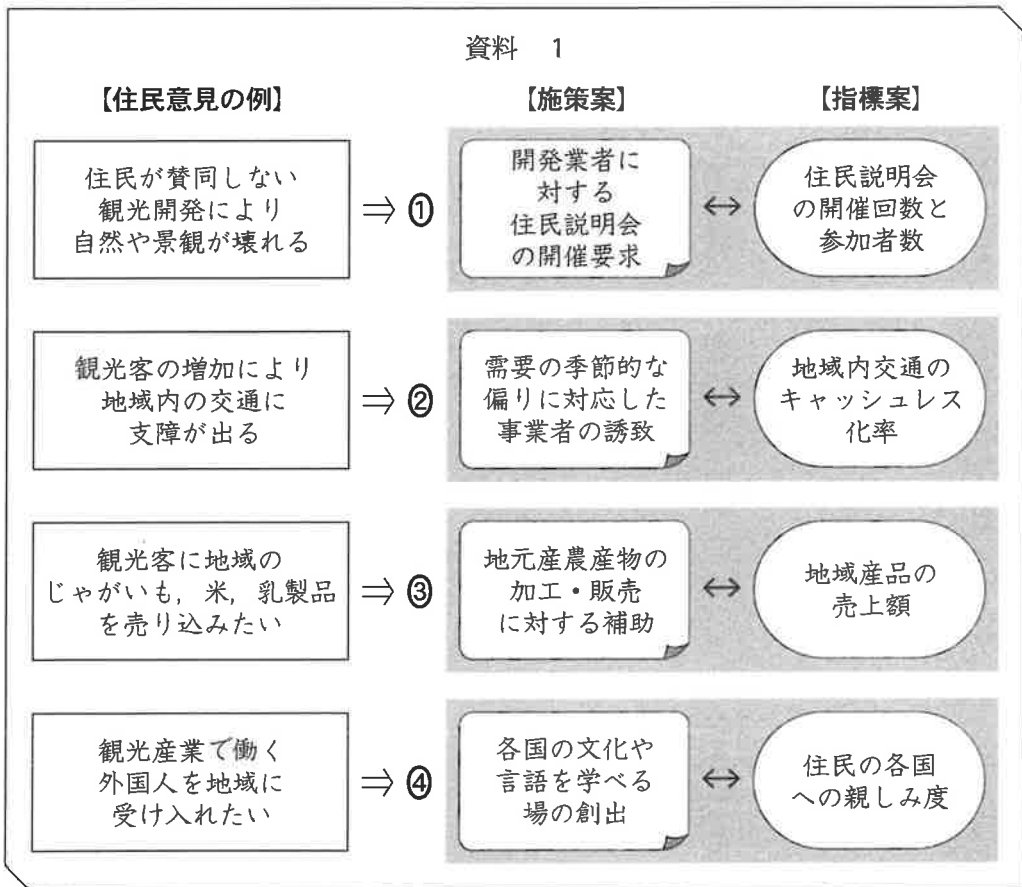 資料 1
【住民意見の例】
【施策案】
【指標案】
住民が賛同しない
観光開発により
自然や景観が壊れる
⇒ ①
開発業者に
対する
住民説明会
の開催要求
↔
住民説明会
の開催回数と
参加者数
観光客の増加により
地域内の交通に
支障が出る
⇒ ②
需要の季節的な
偏りに対応した
事業者の誘致
↔
地域内交通の
キャッシュレス
化率
観光客に地域の
じゃがいも,米,乳製品
を売り込みたい
⇒ ③
地元産農産物の
加工・販売
に対する補助
↔
地域産品の
売上額
観光産業で働く
外国人を地域に
受け入れたい
⇒ ④
各国の文化や
言語を学べる
場の創出
↔
住民の各国
への親しみ度